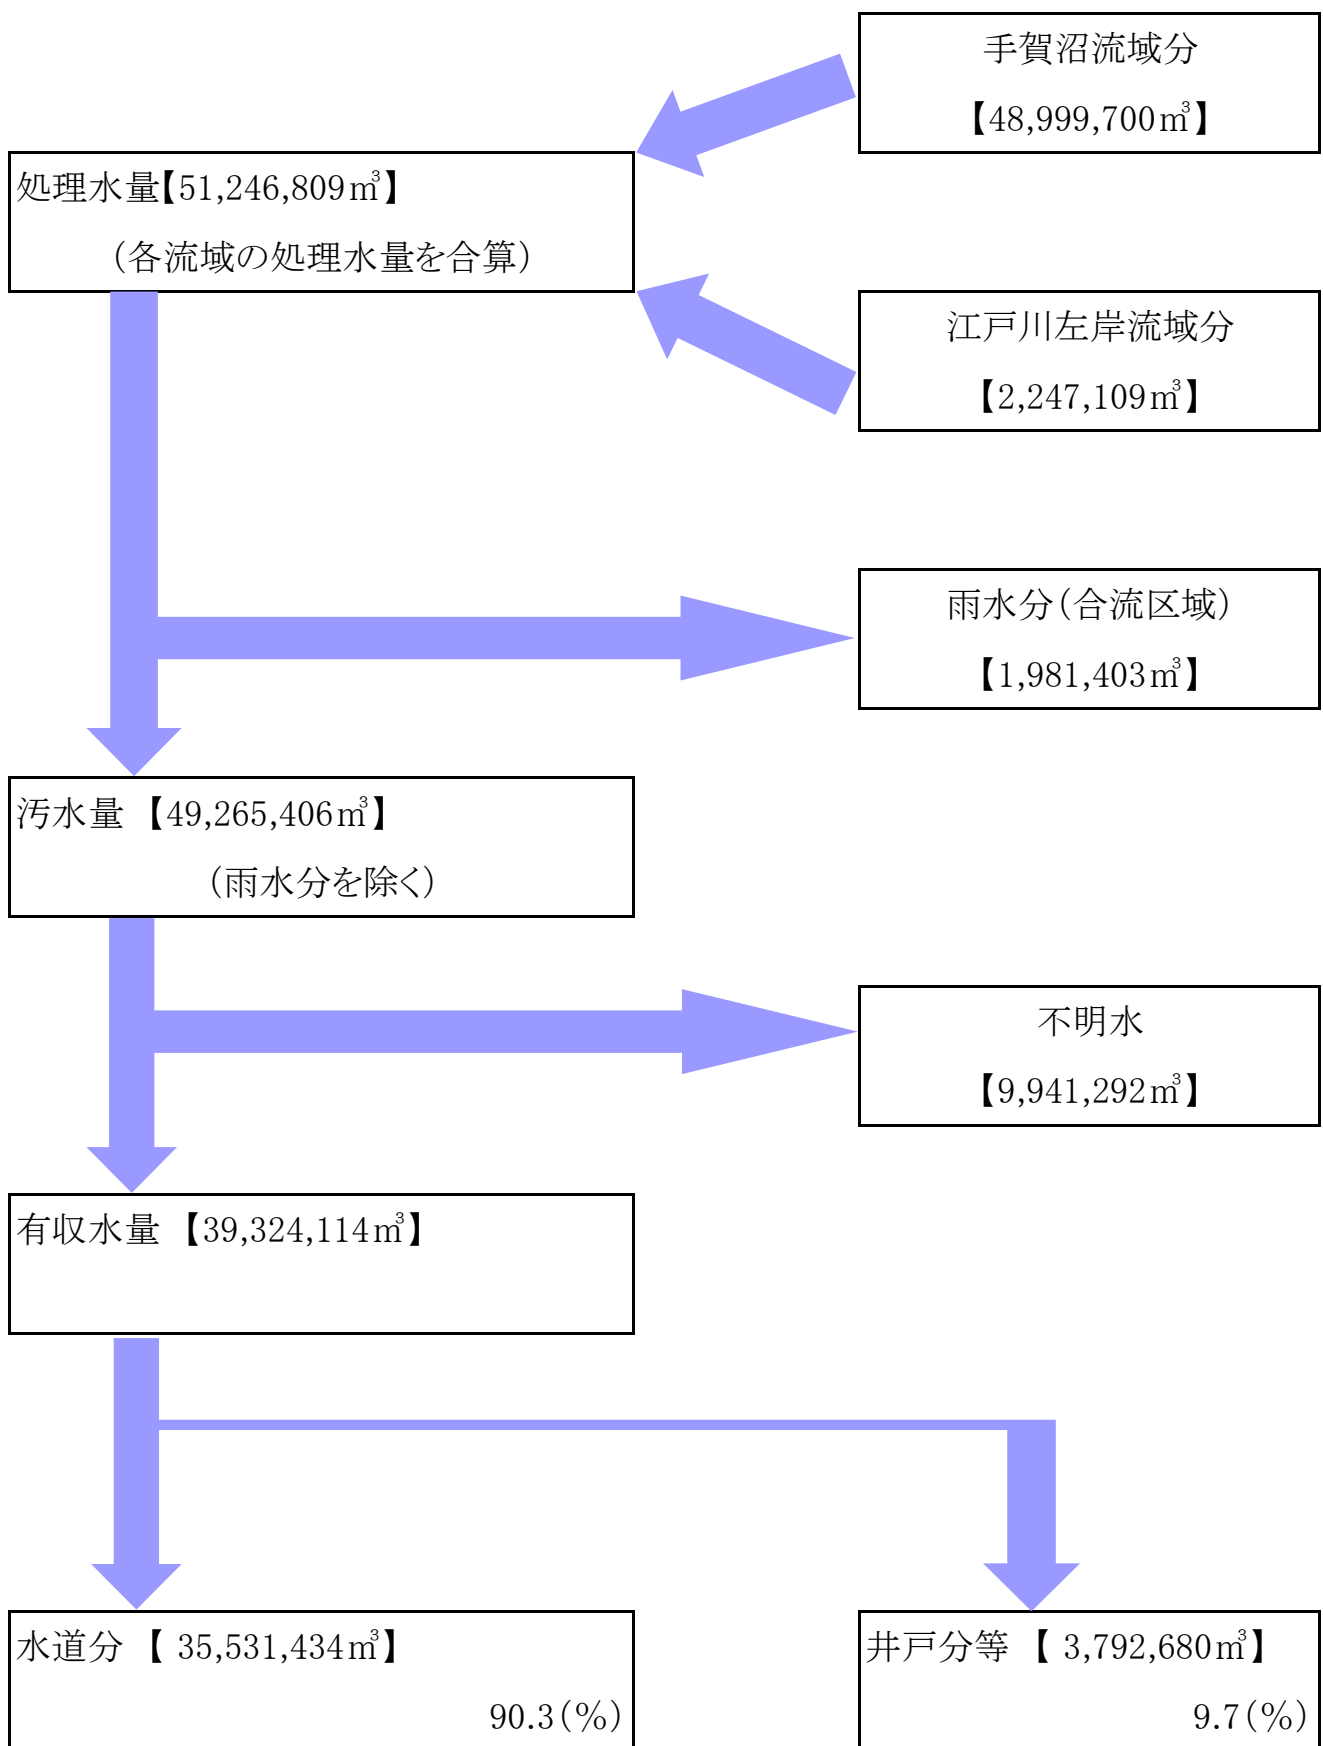 手賀沼流域分
【48,999,700㎥】
処理水量【51,246,809㎥】
（各流域の処理水量を合算）
江戸川左岸流域分
【2,247,109㎥】
雨水分（合流区域）
【1,981,403㎥】
汚水量 【49,265,406㎥】
（雨水分を除く）
不明水
【9,941,292㎥】
有収水量 【39,324,114㎥】
水道分 【 35,531,434㎥】
90.3（％）
井戸分等 【 3,792,680㎥】
9.7（％）